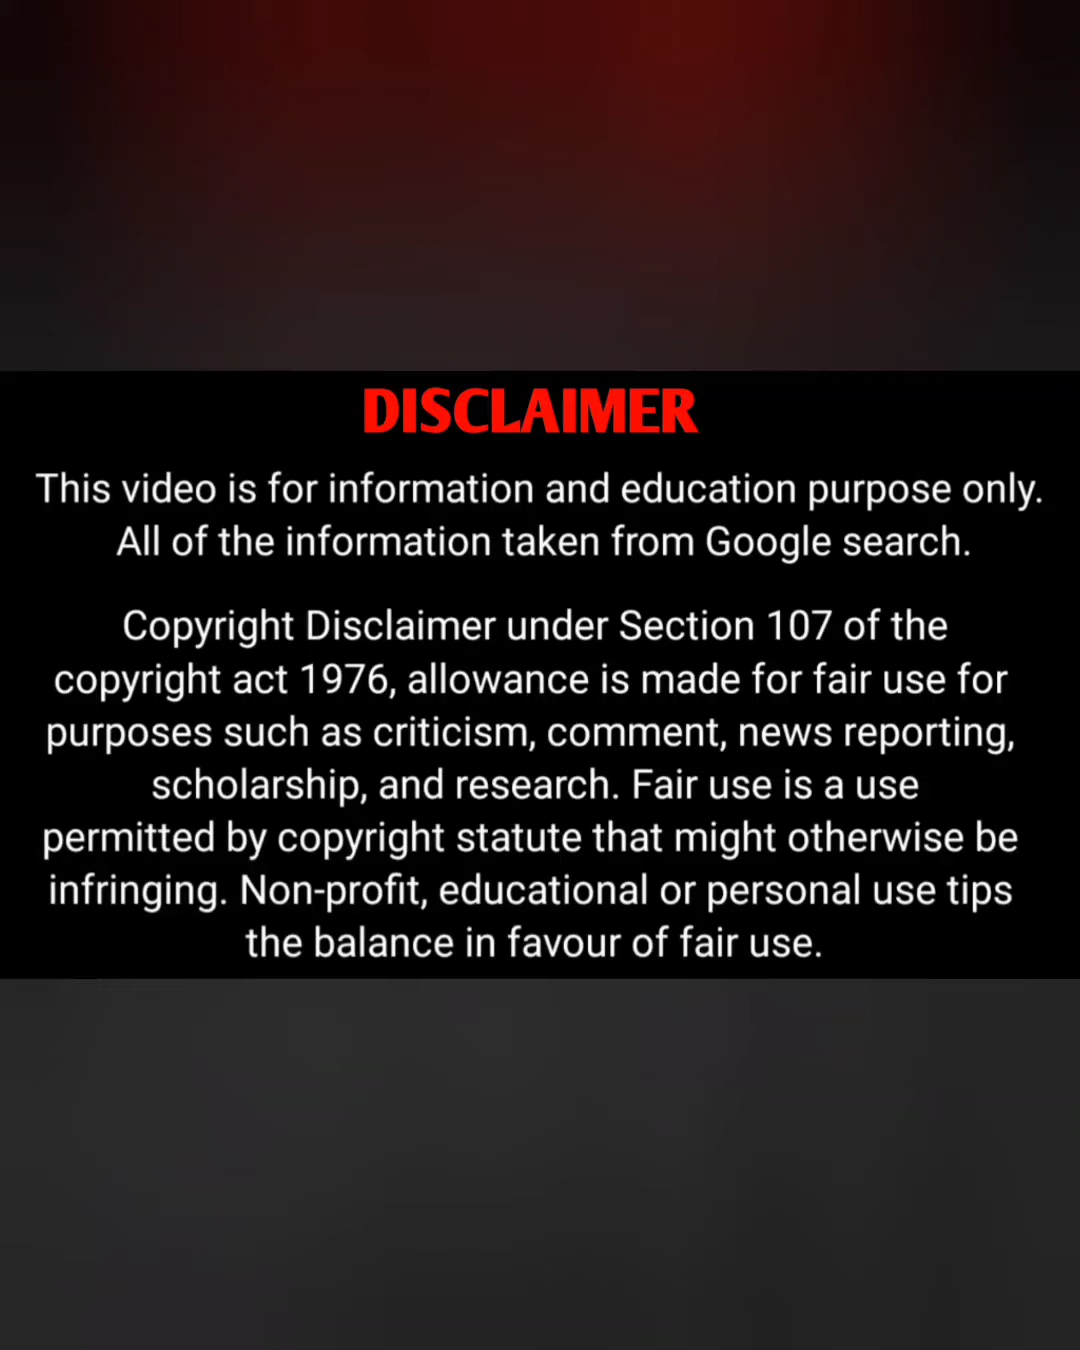 DISCLAIMER
This video is for information and education purpose only.
All of the information taken from Google search.
Copyright Disclaimer under Section 107 of the
copyright act 1976, allowance is made for fair use for
purposes such as criticism, comment, news reporting,
scholarship, and research. Fair use is a use
permitted by copyright statute that might otherwise be
infringing. Non-profit, educational or personal use tips
the balance in favour of fair use.